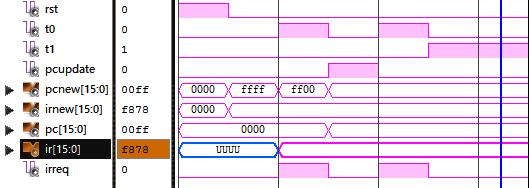 rst 0
t0 0
t1 1
pcupdate 0
pcnew[15:0] 00ff 0000 ffff ff00
irnew[15:0] f878 0000
pc[15:0] 00ff 0000
ir[15:0] f878 UUUU
irreq 0